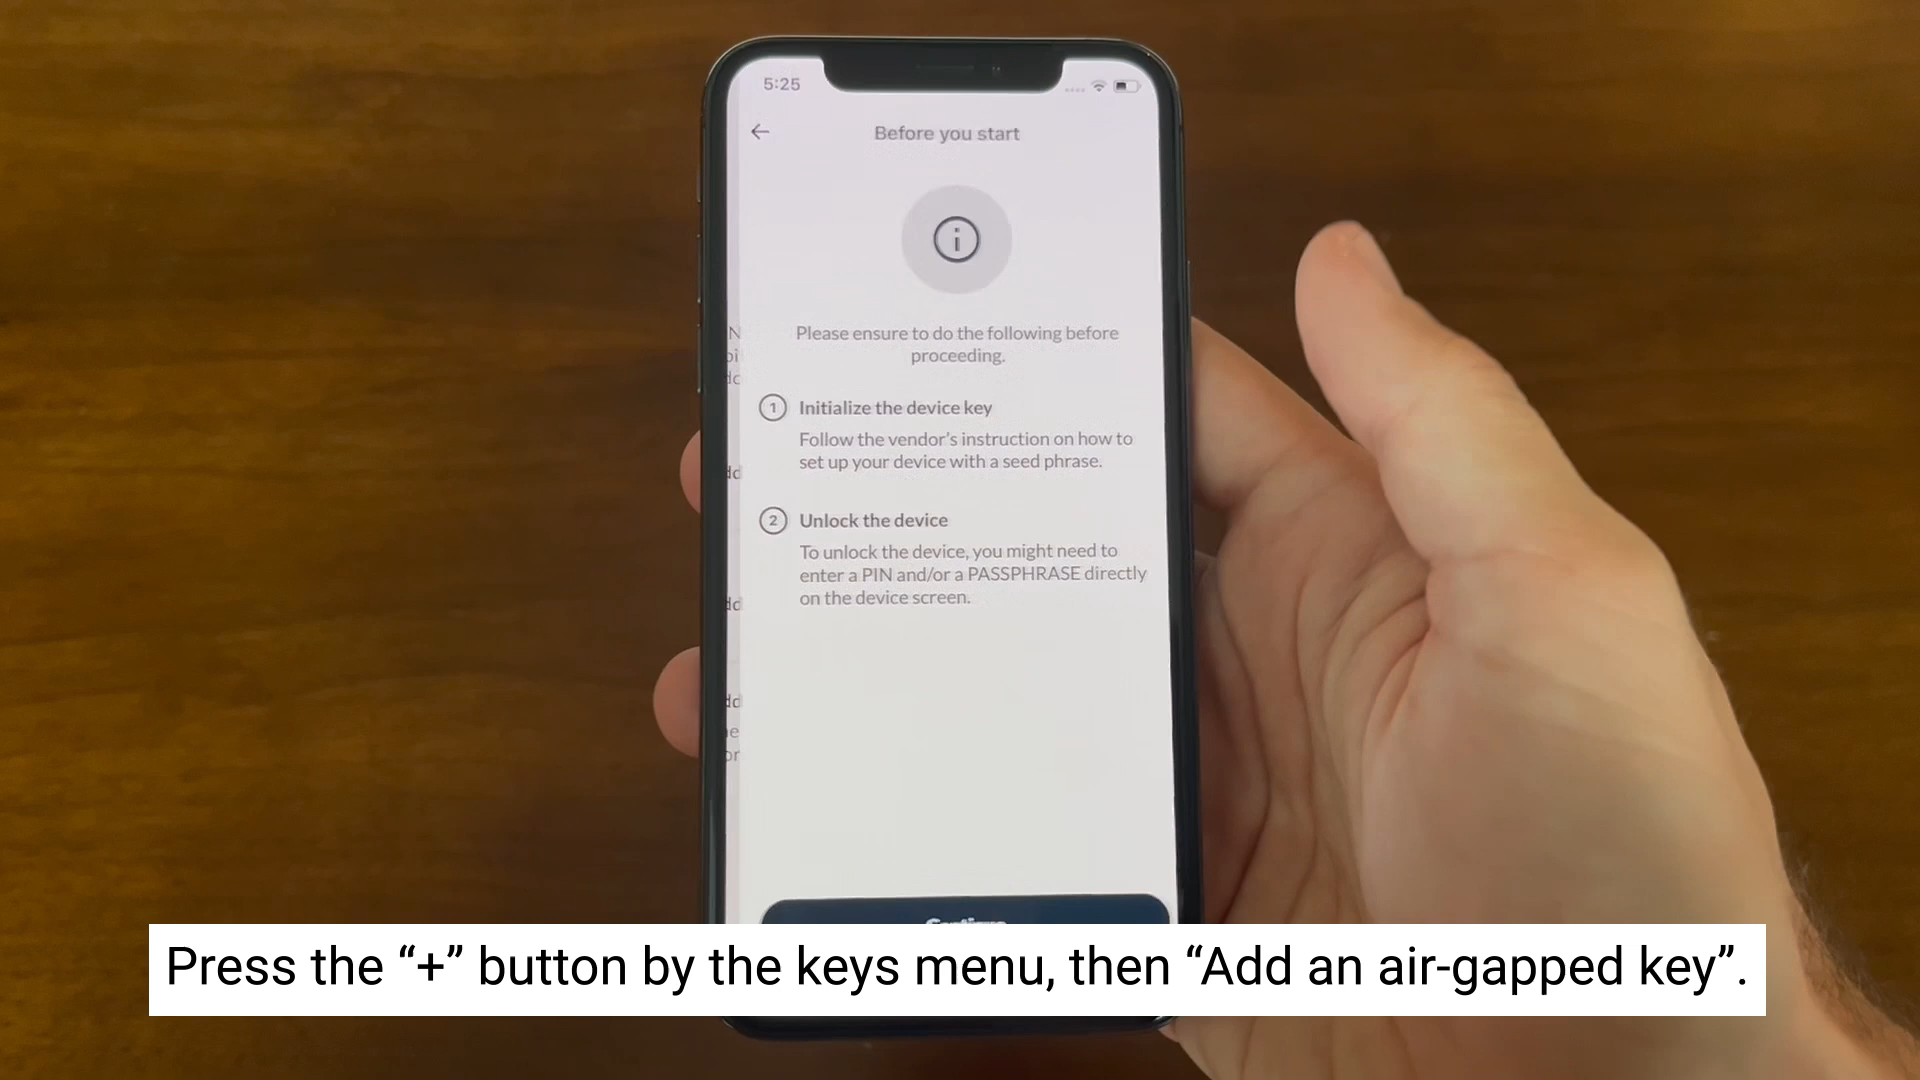 5:25
Before you start
Please ensure to do the following before
proceeding.
1 Initialize the device key
Follow the vendor's instruction on how to
set up your device with a seed phrase.
2 Unlock the device
To unlock the device, you might need to
enter a PIN and/or a PASSPHRASE directly
on the device screen.
Continue
Press the “+” button by the keys menu, then “Add an air-gapped key”.